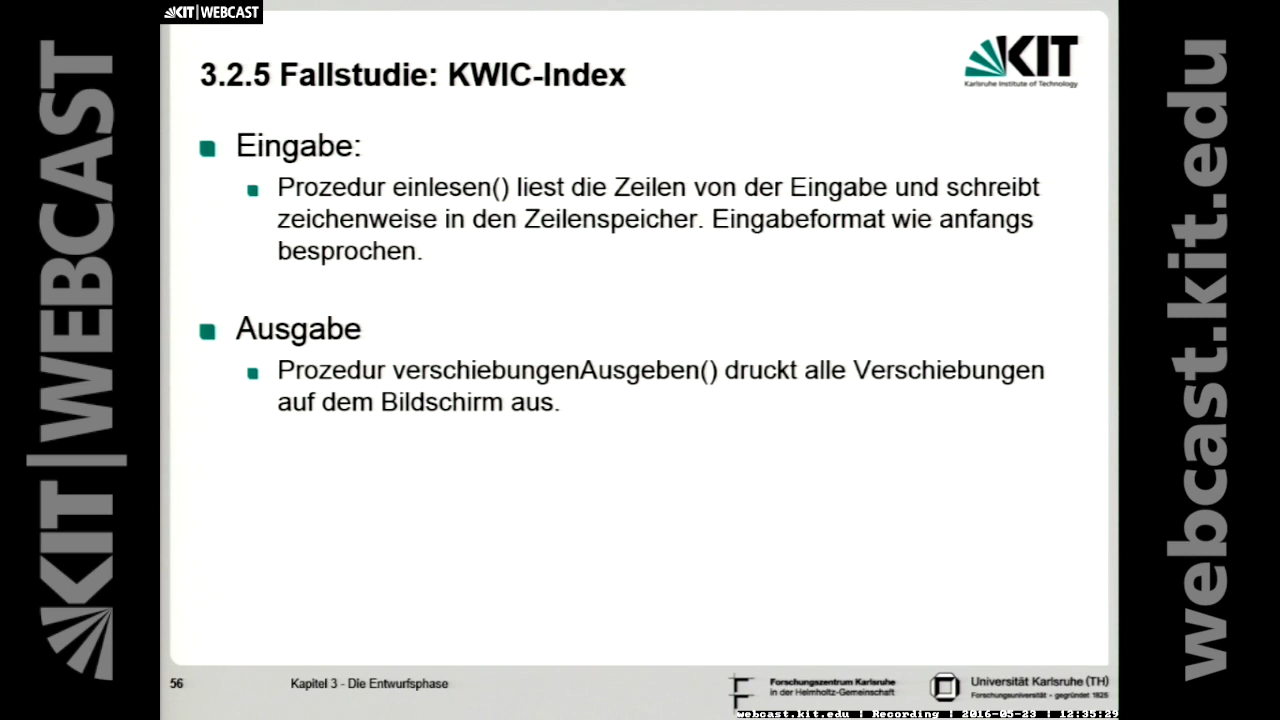 KIT|WEBCAST
KIT|WEBCAST
webcast.kit.edu
3.2.5 Fallstudie: KWIC-Index
KIT
Karlsruhe Institute of Technology
Eingabe:
Prozedur einlesen() liest die Zeilen von der Eingabe und schreibt
zeichenweise in den Zeilenspeicher. Eingabeformat wie anfangs
besprochen.
Ausgabe
Prozedur verschiebungenAusgeben() druckt alle Verschiebungen
auf dem Bildschirm aus.
56
Kapitel 3 - Die Entwurfsphase
Forschungszentrum Karlsruhe
in der Helmholtz-Gemeinschaft
Universität Karlsruhe (TH)
Forschungsuniversität • gegründet 1825
webcast.kit.edu | Recording | 2016-05-23 | 12:35:29